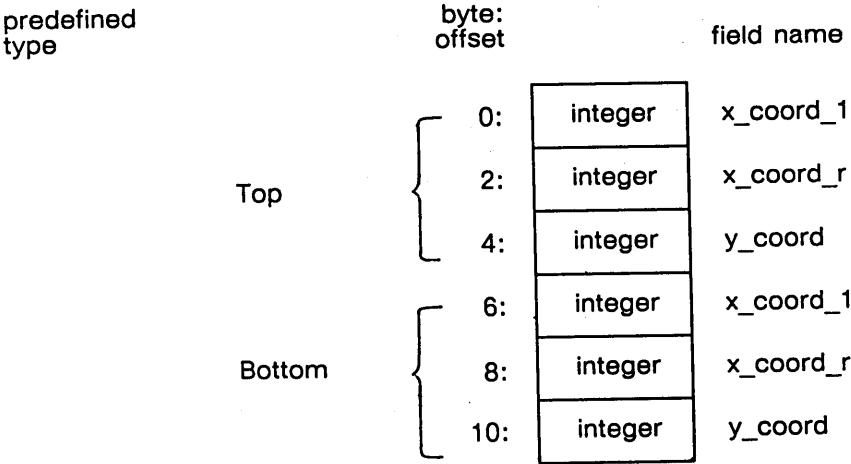 predefined type
byte: offset
field name
0: integer x_coord_1
2: integer x_coord_r
Top
4: integer y_coord
6: integer x_coord_1
Bottom
8: integer x_coord_r
10: integer y_coord